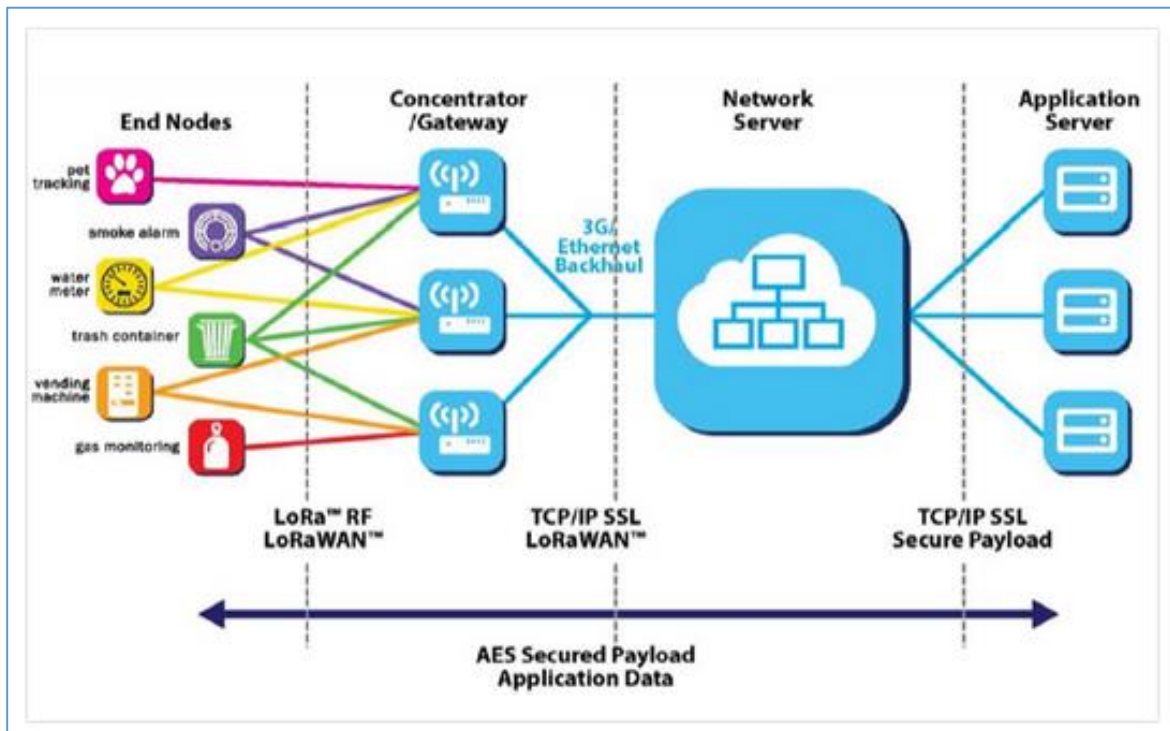 End Nodes
Concentrator
/Gateway
Network
Server
Application
Server
pet
tracking
smoke alarm
water
meter
trash container
vending
machine
gas monitoring
3G/
Ethernet
Backhaul
LoRa™ RF
LoRaWAN™
TCP/IP SSL
LoRaWAN™
TCP/IP SSL
Secure Payload
AES Secured Payload
Application Data